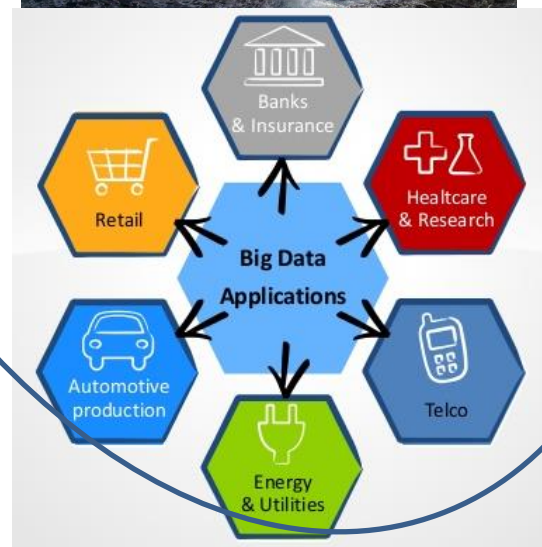 Banks
& Insurance
Retail
Healtcare
& Research
Big Data
Applications
Automotive
production
Telco
Energy
& Utilities